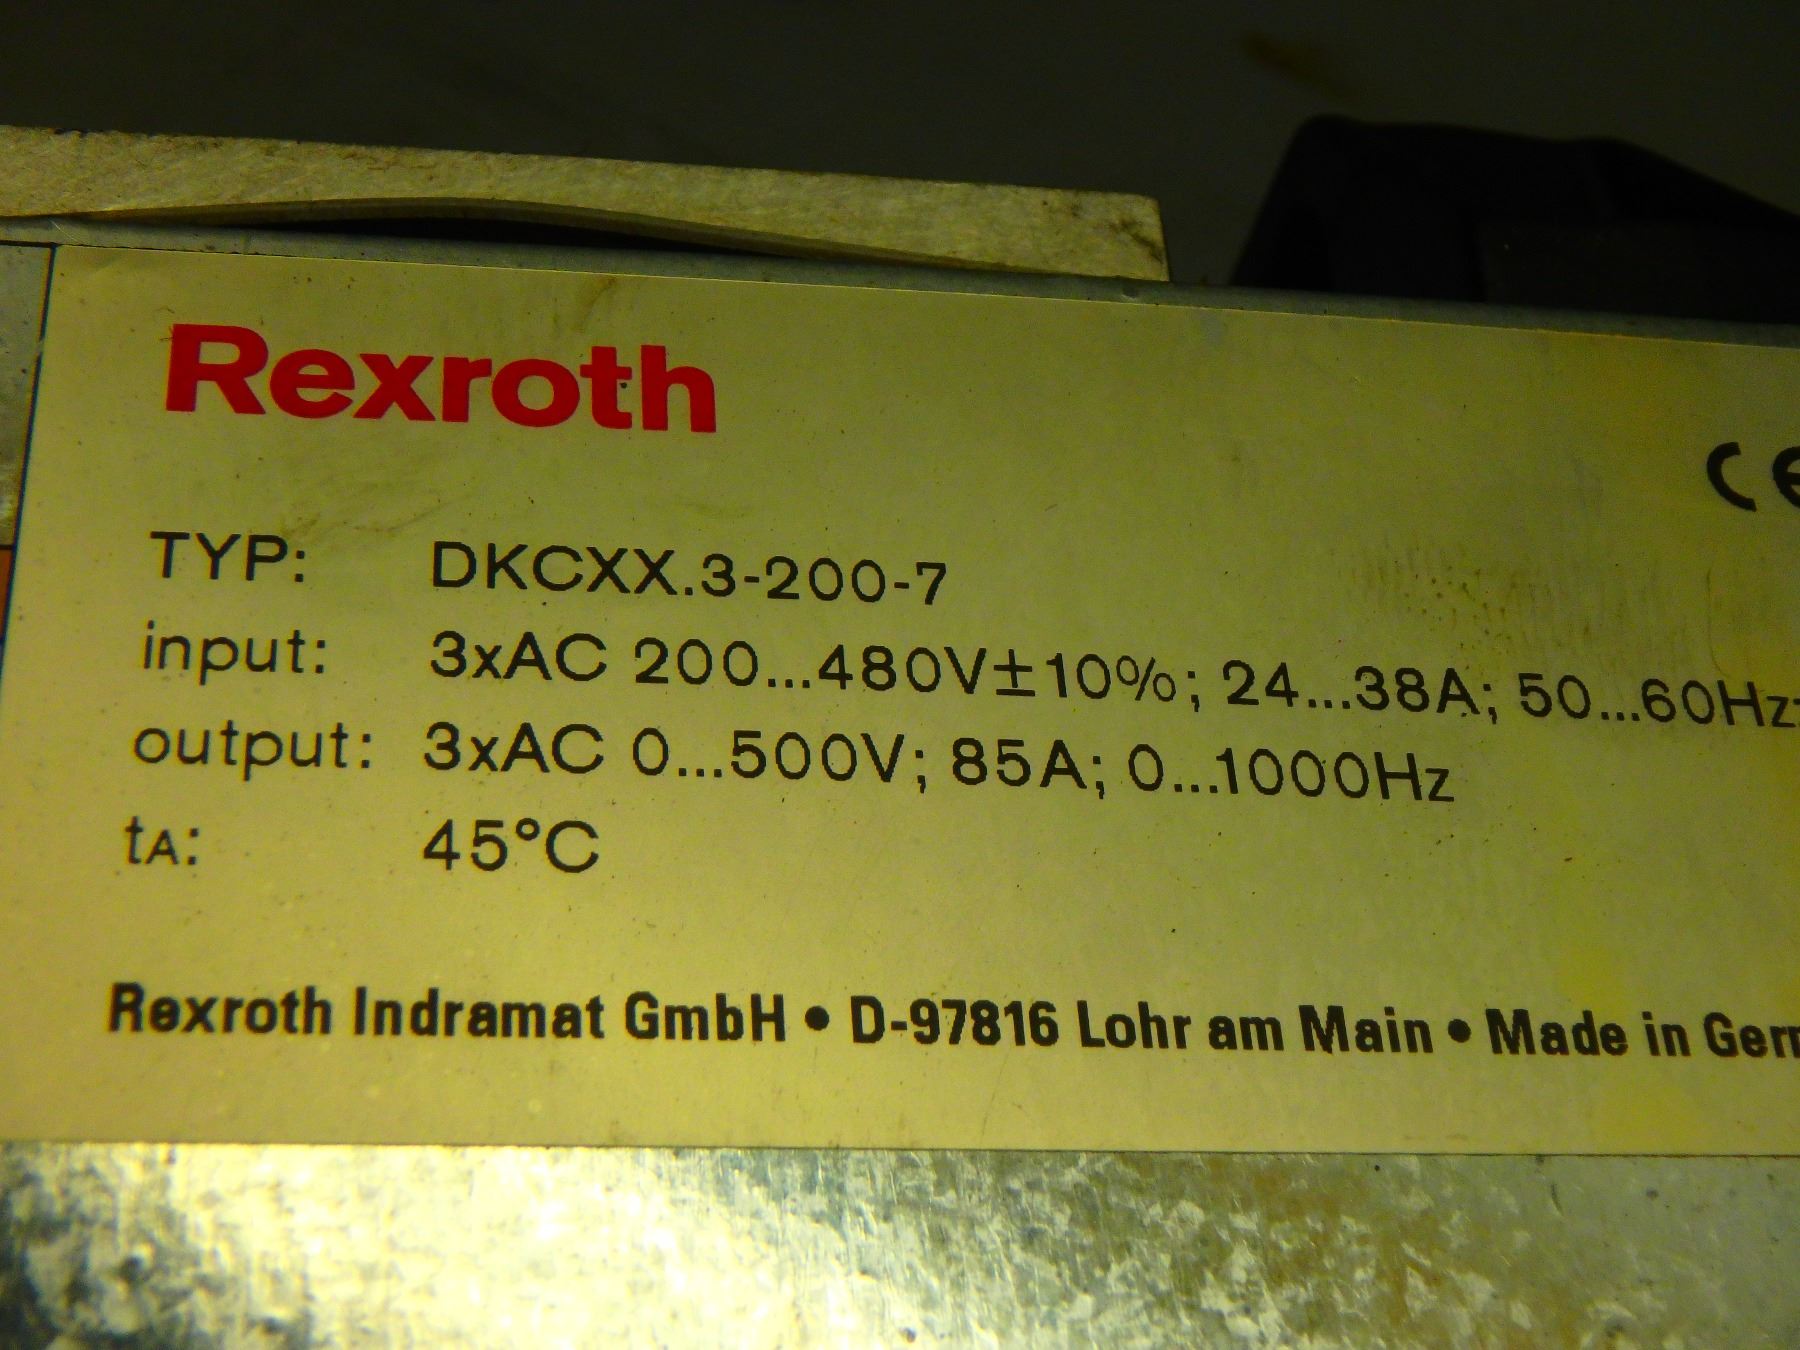 Rexroth
CE
TYP: DKCXX.3-200-7
input: 3xAC 200...480V±10%; 24...38A; 50...60Hz;
output: 3xAC 0...500V; 85A; 0...1000Hz
tA: 45°C
Rexroth Indramat GmbH • D-97816 Lohr am Main • Made in